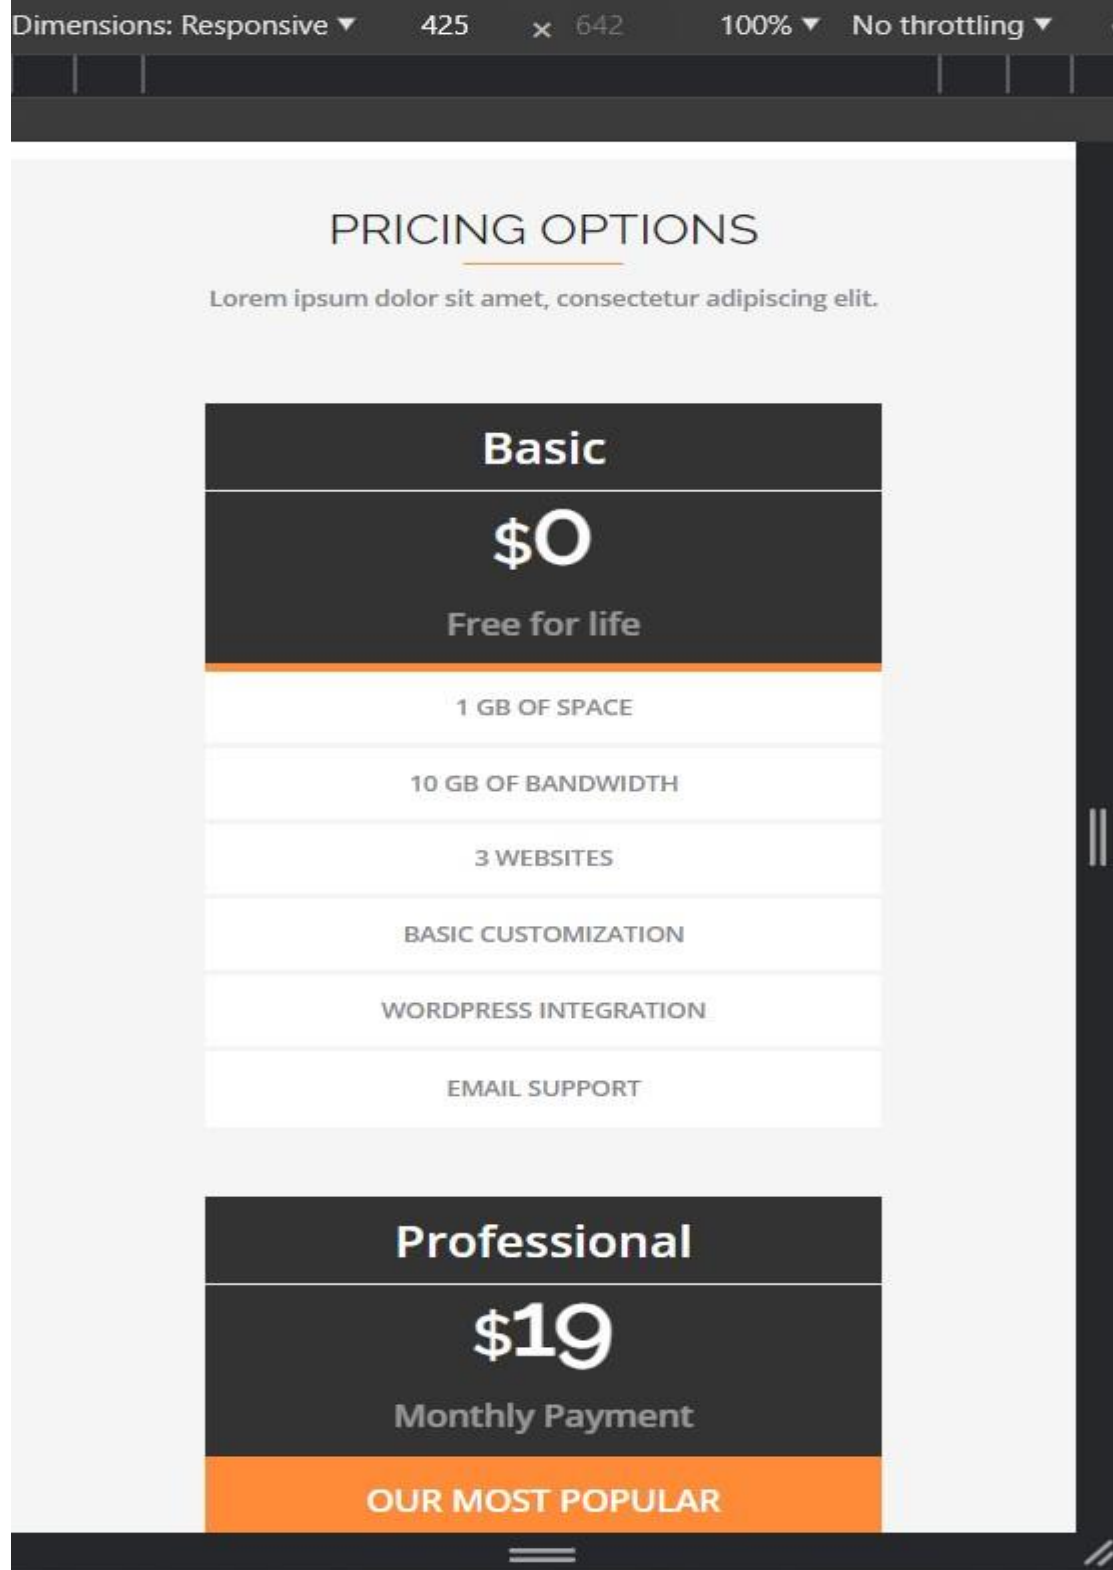 Dimensions: Responsive ▼ 425 × 642 100% ▼ No throttling ▼
PRICING OPTIONS
Lorem ipsum dolor sit amet, consectetur adipiscing elit.
Basic
$0
Free for life
1 GB OF SPACE
10 GB OF BANDWIDTH
3 WEBSITES
BASIC CUSTOMIZATION
WORDPRESS INTEGRATION
EMAIL SUPPORT
Professional
$19
Monthly Payment
OUR MOST POPULAR